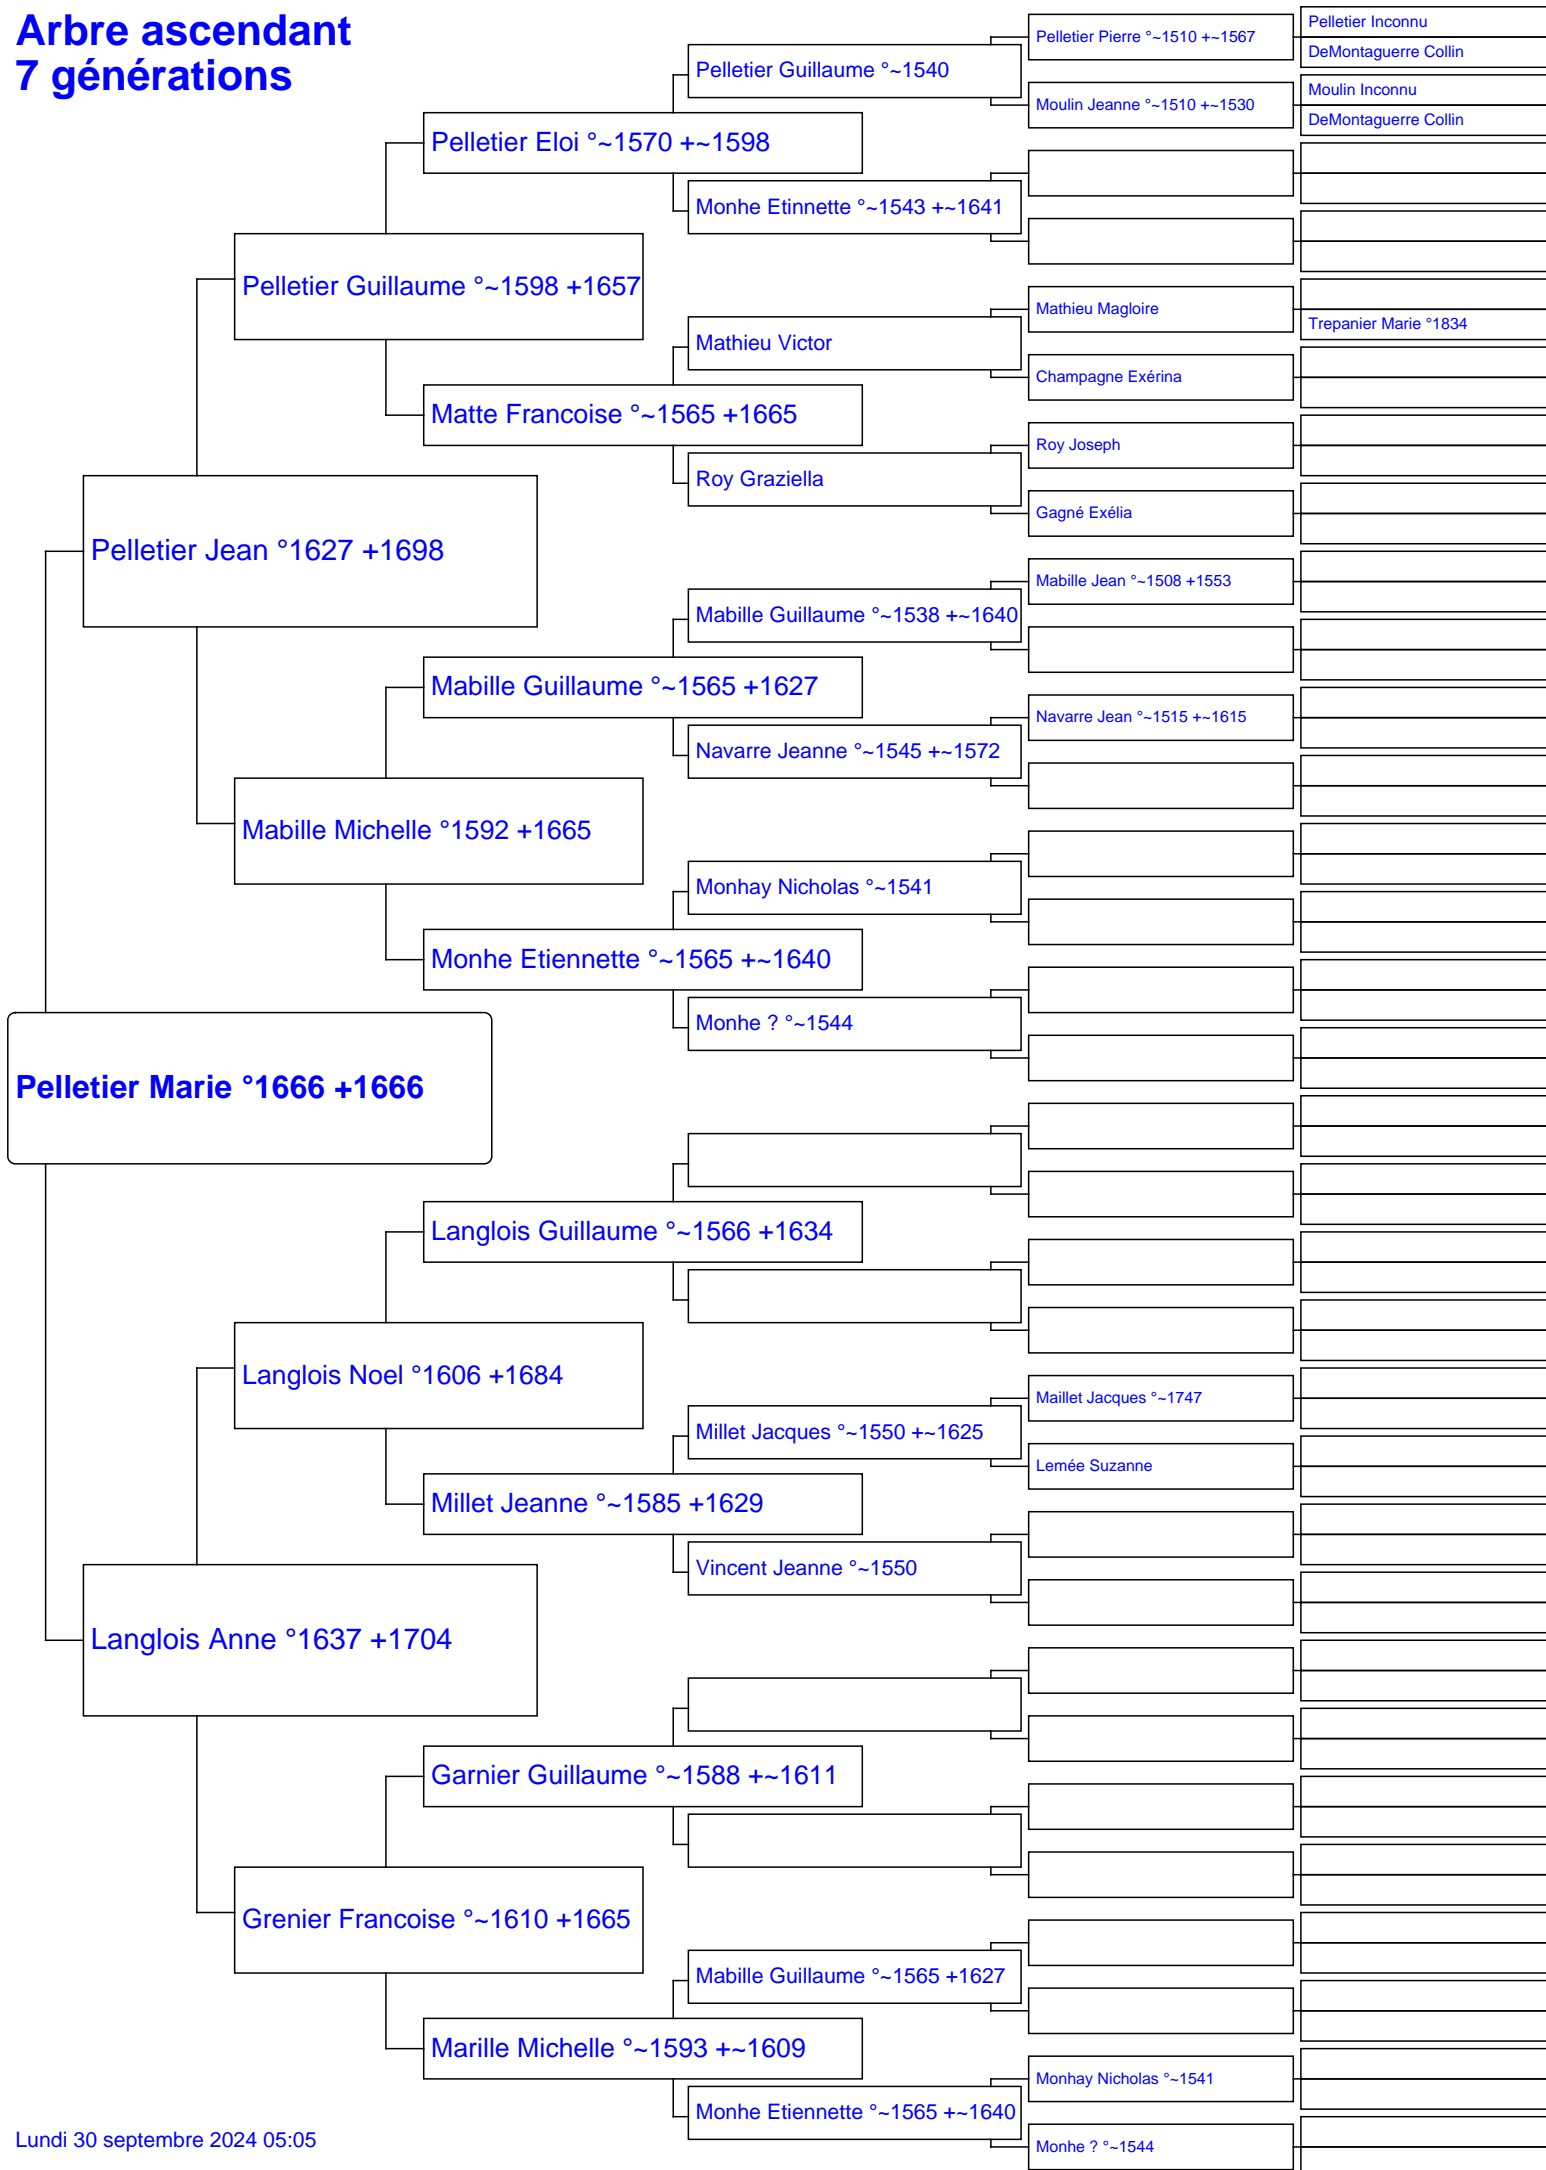 Arbre ascendant
7 générations
Pelletier Inconnu
Pelletier Pierre °~1510 +~1567
DeMontaguerre Collin
Pelletier Guillaume °~1540
Moulin Inconnu
Moulin Jeanne °~1510 +~1530
DeMontaguerre Collin
Pelletier Eloi °~1570 +~1598
Monhe Etinnette °~1543 +~1641
Pelletier Guillaume °~1598 +1657
Mathieu Magloire
Trepanier Marie °1834
Mathieu Victor
Champagne Exérina
Matte Francoise °~1565 +1665
Roy Joseph
Roy Graziella
Gagné Exélia
Pelletier Jean °1627 +1698
Mabille Jean °~1508 +1553
Mabille Guillaume °~1538 +~1640
Mabille Guillaume °~1565 +1627
Navarre Jean °~1515 +~1615
Navarre Jeanne °~1545 +~1572
Mabille Michelle °1592 +1665
Monhay Nicholas °~1541
Monhe Etiennette °~1565 +~1640
Monhe ? °~1544
Pelletier Marie °1666 +1666
Langlois Guillaume °~1566 +1634
Langlois Noel °1606 +1684
Maillet Jacques °~1747
Millet Jacques °~1550 +~1625
Lemée Suzanne
Millet Jeanne °~1585 +1629
Vincent Jeanne °~1550
Langlois Anne °1637 +1704
Garnier Guillaume °~1588 +~1611
Grenier Francoise °~1610 +1665
Mabille Guillaume °~1565 +1627
Marille Michelle °~1593 +~1609
Monhay Nicholas °~1541
Monhe Etiennette °~1565 +~1640
Monhe ? °~1544
Lundi 30 septembre 2024 05:05